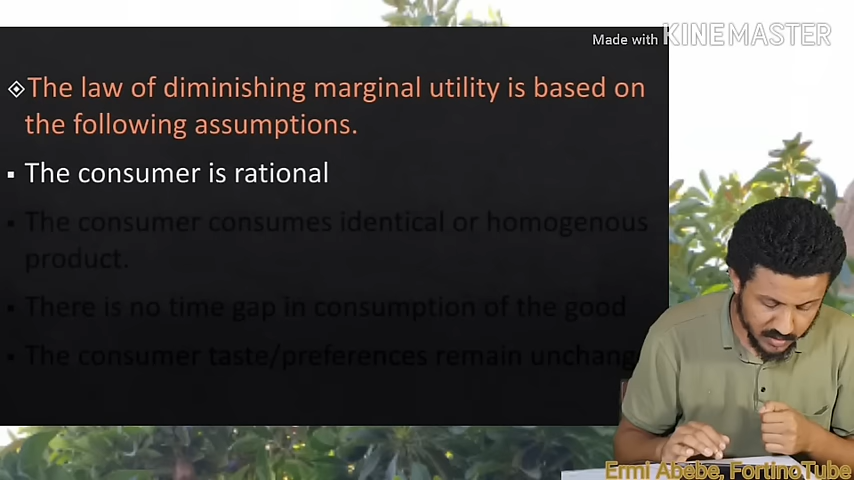 Made with KINEMASTER
The law of diminishing marginal utility is based on
the following assumptions.
▪ The consumer is rational
▪ The consumer consumes identical or homogenous
product.
▪ There is no time gap in consumption of the good
▪ The consumer taste/preferences remain unchang
Ermi Abebe, FortinoTube